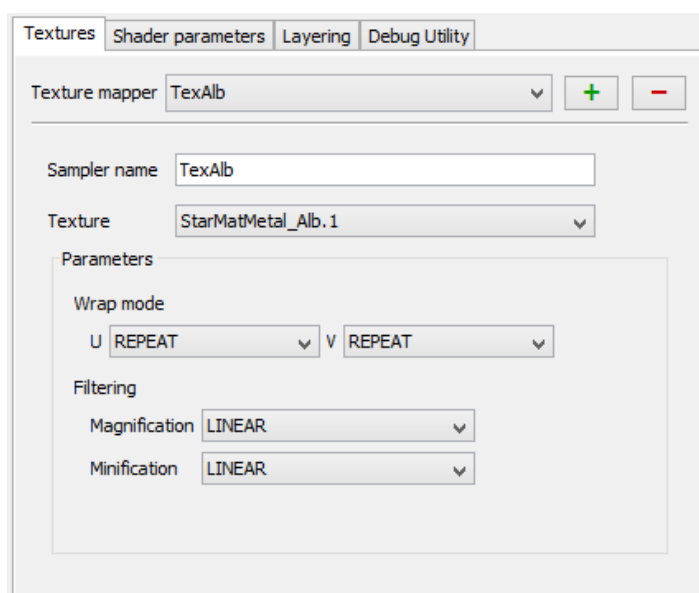 Textures Shader parameters Layering Debug Utility
Texture mapper TexAlb + −
Sampler name TexAlb
Texture StarMatMetal_Alb.1
Parameters
Wrap mode
U REPEAT V REPEAT
Filtering
Magnification LINEAR
Minification LINEAR